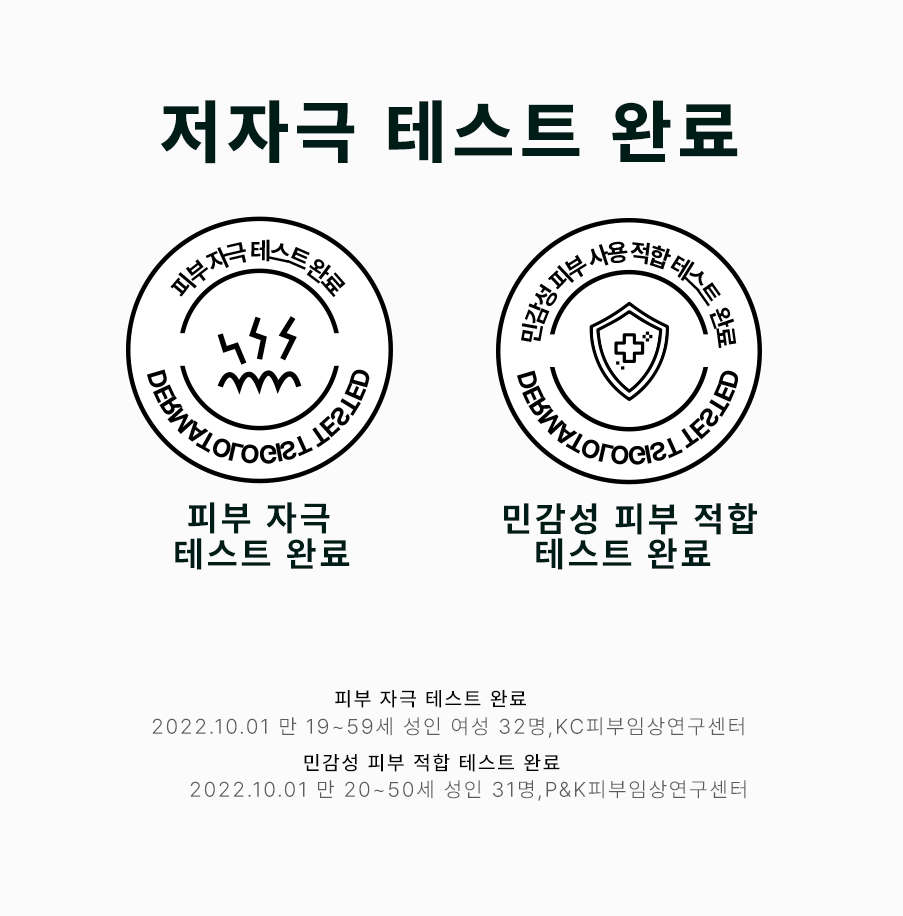 저자극 테스트 완료
피부 자극 테스트 완료
DERMATOLOGIST TESTED
민감성 피부 사용 적합 테스트 완료
DERMATOLOGIST TESTED
피부 자극
테스트 완료
민감성 피부 적합
테스트 완료
피부 자극 테스트 완료
2022.10.01 만 19~59세 성인 여성 32명,KC피부임상연구센터
민감성 피부 적합 테스트 완료
2022.10.01 만 20~50세 성인 31명,P&K피부임상연구센터